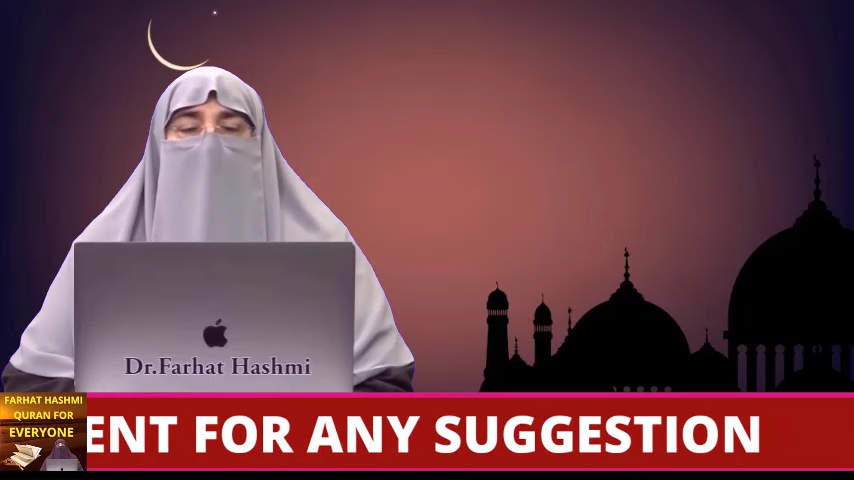 Dr.Farhat Hashmi
FARHAT HASHMI
QURAN FOR
EVERYONE
ENT FOR ANY SUGGESTION